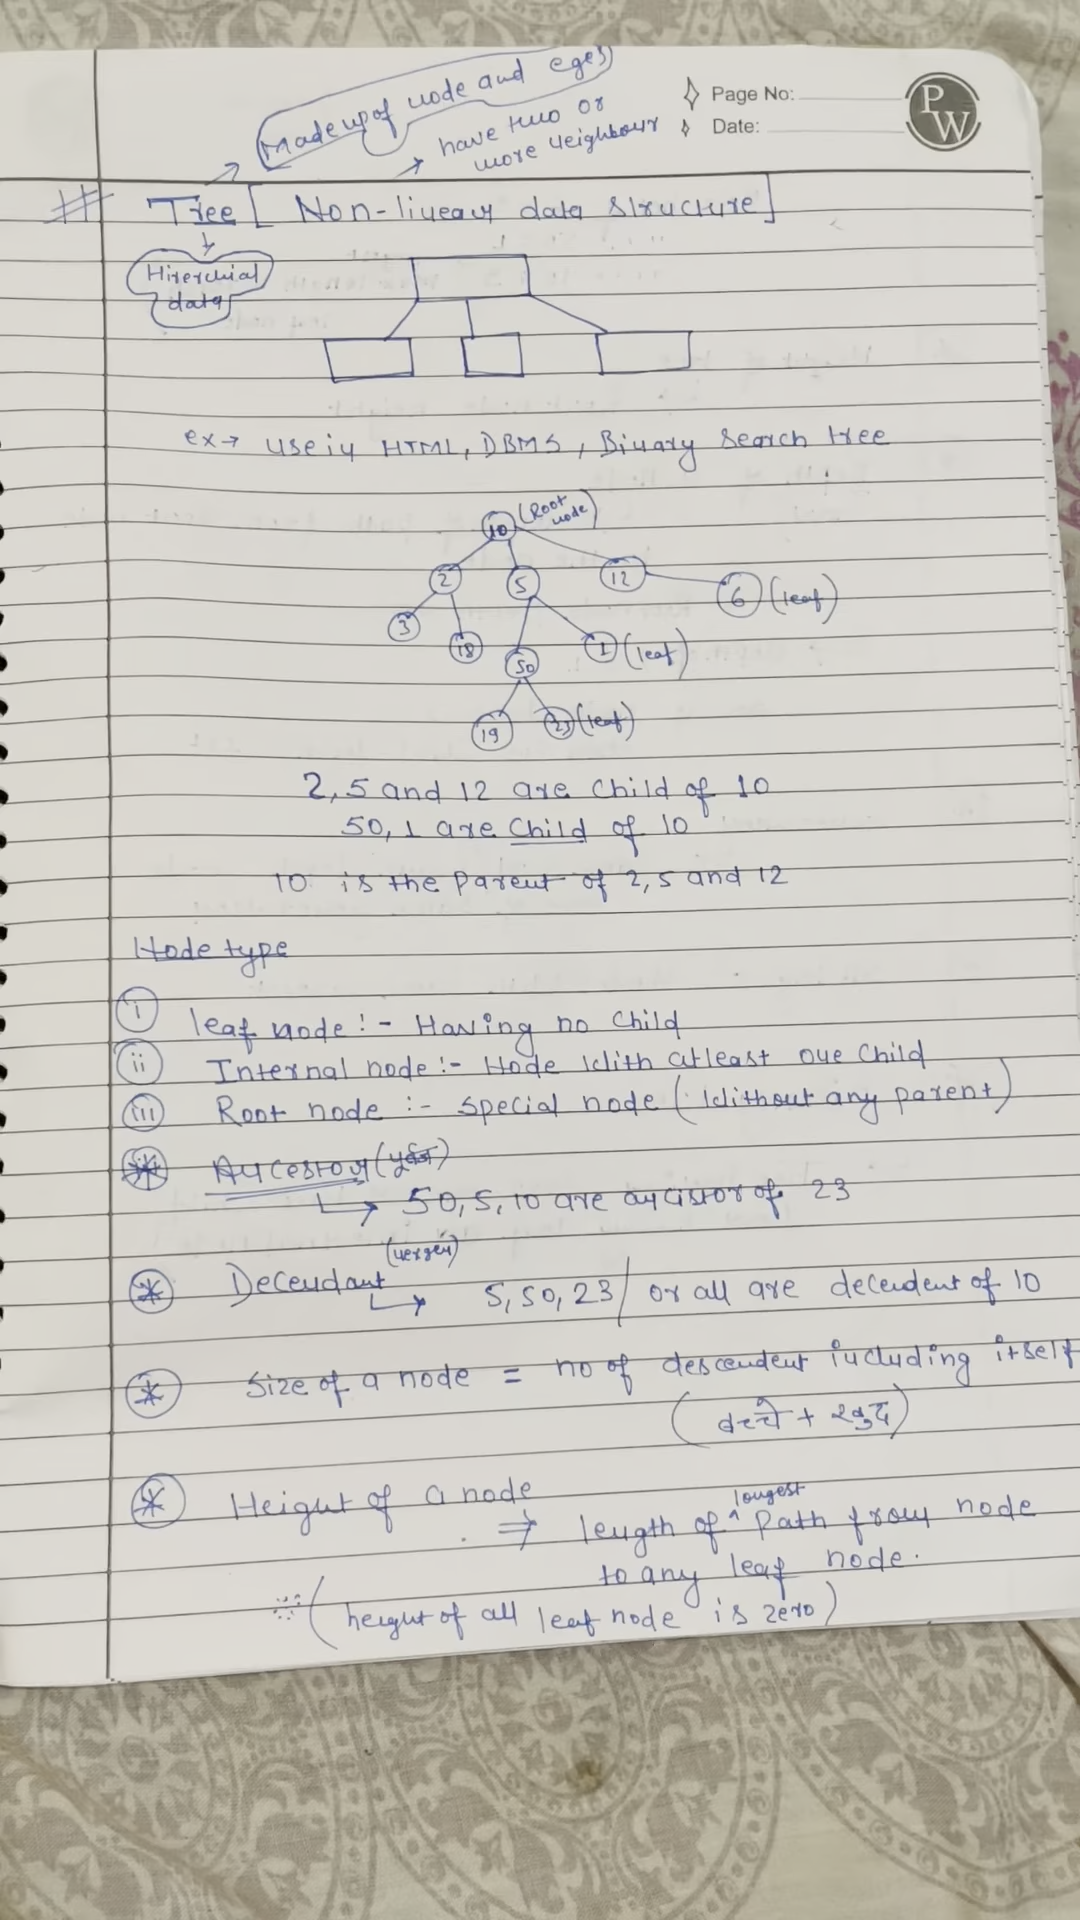 made up of node and eges
have two or
more neighbour
Page No:
Date:
PW
# Tree [ Non-linear data structure ]
Hirerchial
data
ex→ use in HTML, DBMS, Binary Search tree
10 (Root node)
2 5 12 6 (leaf)
3 18 50 1 (leaf)
19 23 (leaf)
2, 5 and 12 are child of 10
50, 1 are child of 10
10 is the parent of 2, 5 and 12
Node type
(i) leaf node :- Having no child
(ii) Internal node :- Node with atleast one child
(iii) Root node :- special node (without any parent)
Ancestor (पूर्वज)
↳ 50, 5, 10 are ancistor of 23
* Decendant
↳ 5, 50, 23 / or all are decendent of 10
* Size of a node = no of descendent including itself
(बच्चे + खुद)
* Height of a node
⇒ length of ^ longest path from node
to any leaf node.
(height of all leaf node is zero)